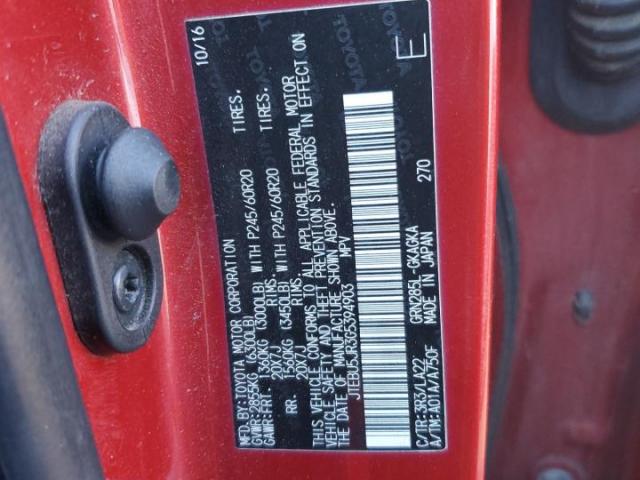 MFD.BY:TOYOTA MOTOR CORPORATION 10/16
GVWR:2855KG (6300LB)
GAWR:FRT. 1360KG (3000LB) WITH P245/60R20 TIRES,
20X7J RIMS
RR. 1560KG (3450LB) WITH P245/60R20 TIRES,
20X7J RIMS
THIS VEHICLE CONFORMS TO ALL APPLICABLE FEDERAL MOTOR
VEHICLE SAFETY AND THEFT PREVENTION STANDARDS IN EFFECT ON
THE DATE OF MANUFACTURE SHOWN ABOVE.
JTEBU5JR3G5394903 MPV
E
270
C/TR:3R3/LA22 GRN285L-GKAGKA
A/TM:A01A/A750F MADE IN JAPAN